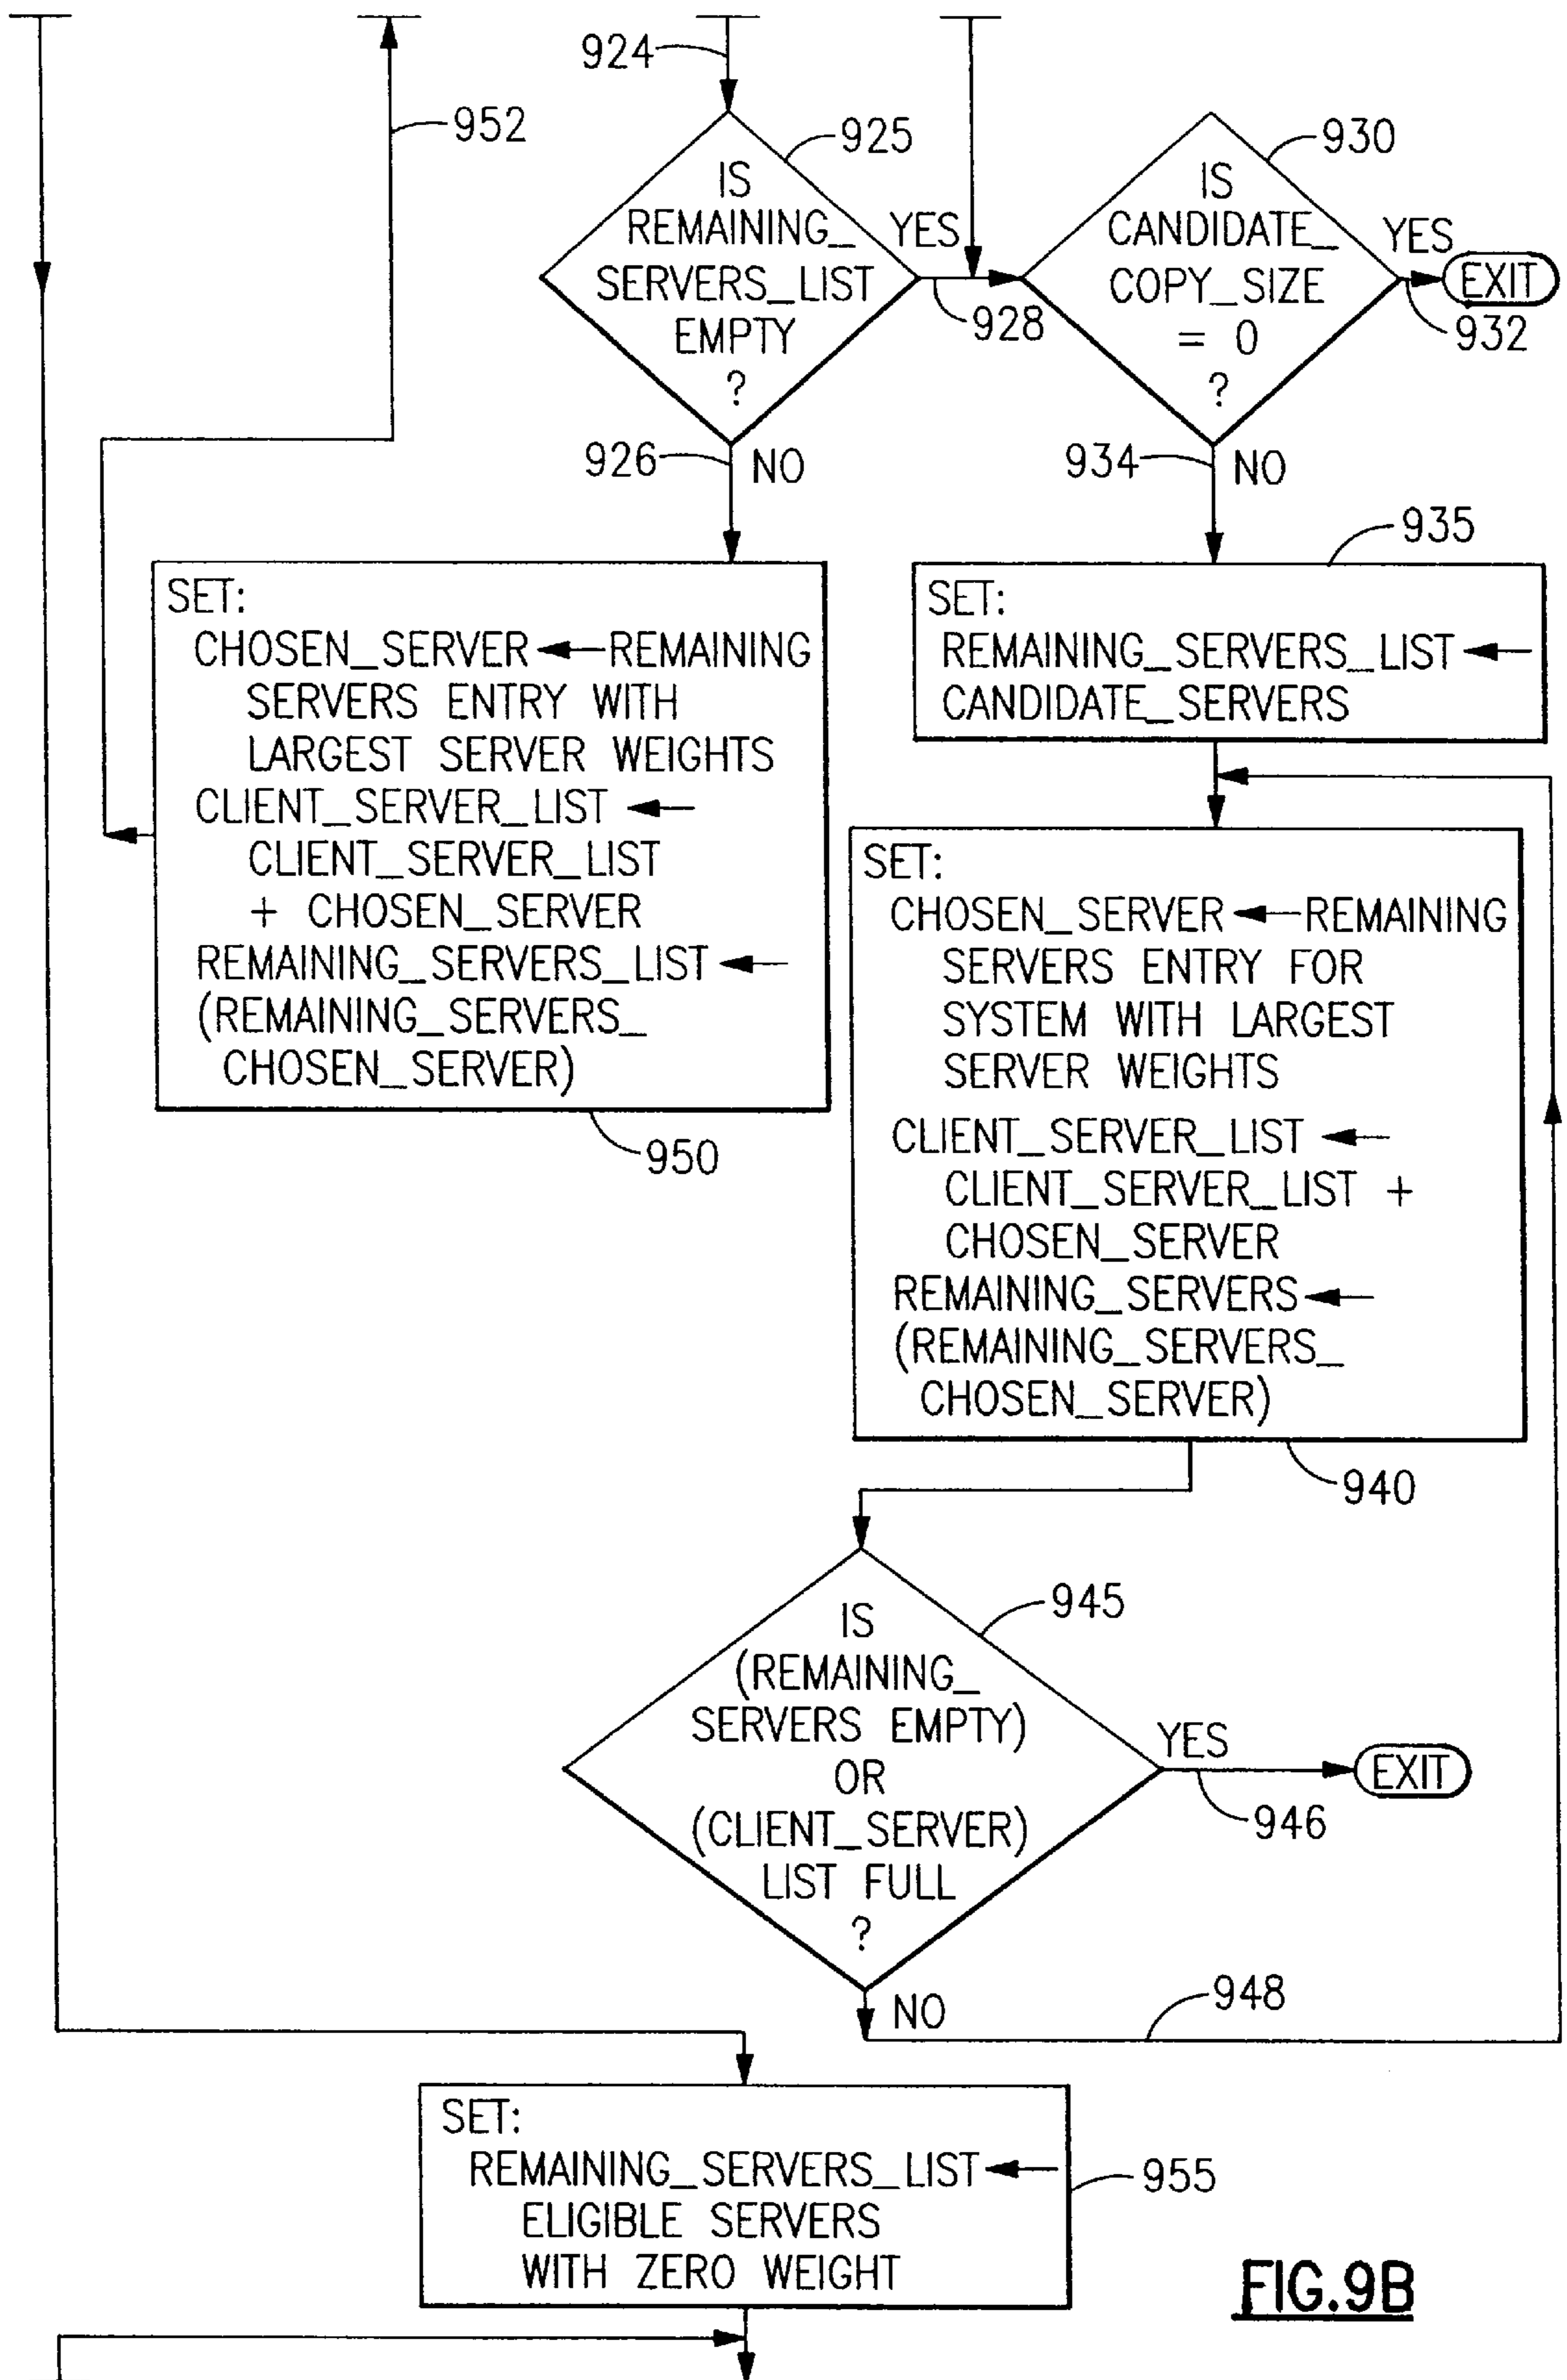 924
952
925
IS
REMAINING_
SERVERS_LIST
EMPTY
?
YES
928
930
IS
CANDIDATE_
COPY_SIZE
= 0
?
YES
EXIT
932
926
NO
934
NO
935
SET:
CHOSEN_SERVER←REMAINING
SERVERS ENTRY WITH
LARGEST SERVER WEIGHTS
CLIENT_SERVER_LIST ←
CLIENT_SERVER_LIST
+ CHOSEN_SERVER
REMAINING_SERVERS_LIST←
(REMAINING_SERVERS_
CHOSEN_SERVER)
950
SET:
REMAINING_SERVERS_LIST←
CANDIDATE_SERVERS
SET:
CHOSEN_SERVER←REMAINING
SERVERS ENTRY FOR
SYSTEM WITH LARGEST
SERVER WEIGHTS
CLIENT_SERVER_LIST ←
CLIENT_SERVER_LIST +
CHOSEN_SERVER
REMAINING_SERVERS←
(REMAINING_SERVERS_
CHOSEN_SERVER)
940
945
IS
(REMAINING_
SERVERS EMPTY)
OR
(CLIENT_SERVER)
LIST FULL
?
YES
EXIT
946
NO
948
SET:
REMAINING_SERVERS_LIST←
ELIGIBLE SERVERS
WITH ZERO WEIGHT
955
FIG.9B